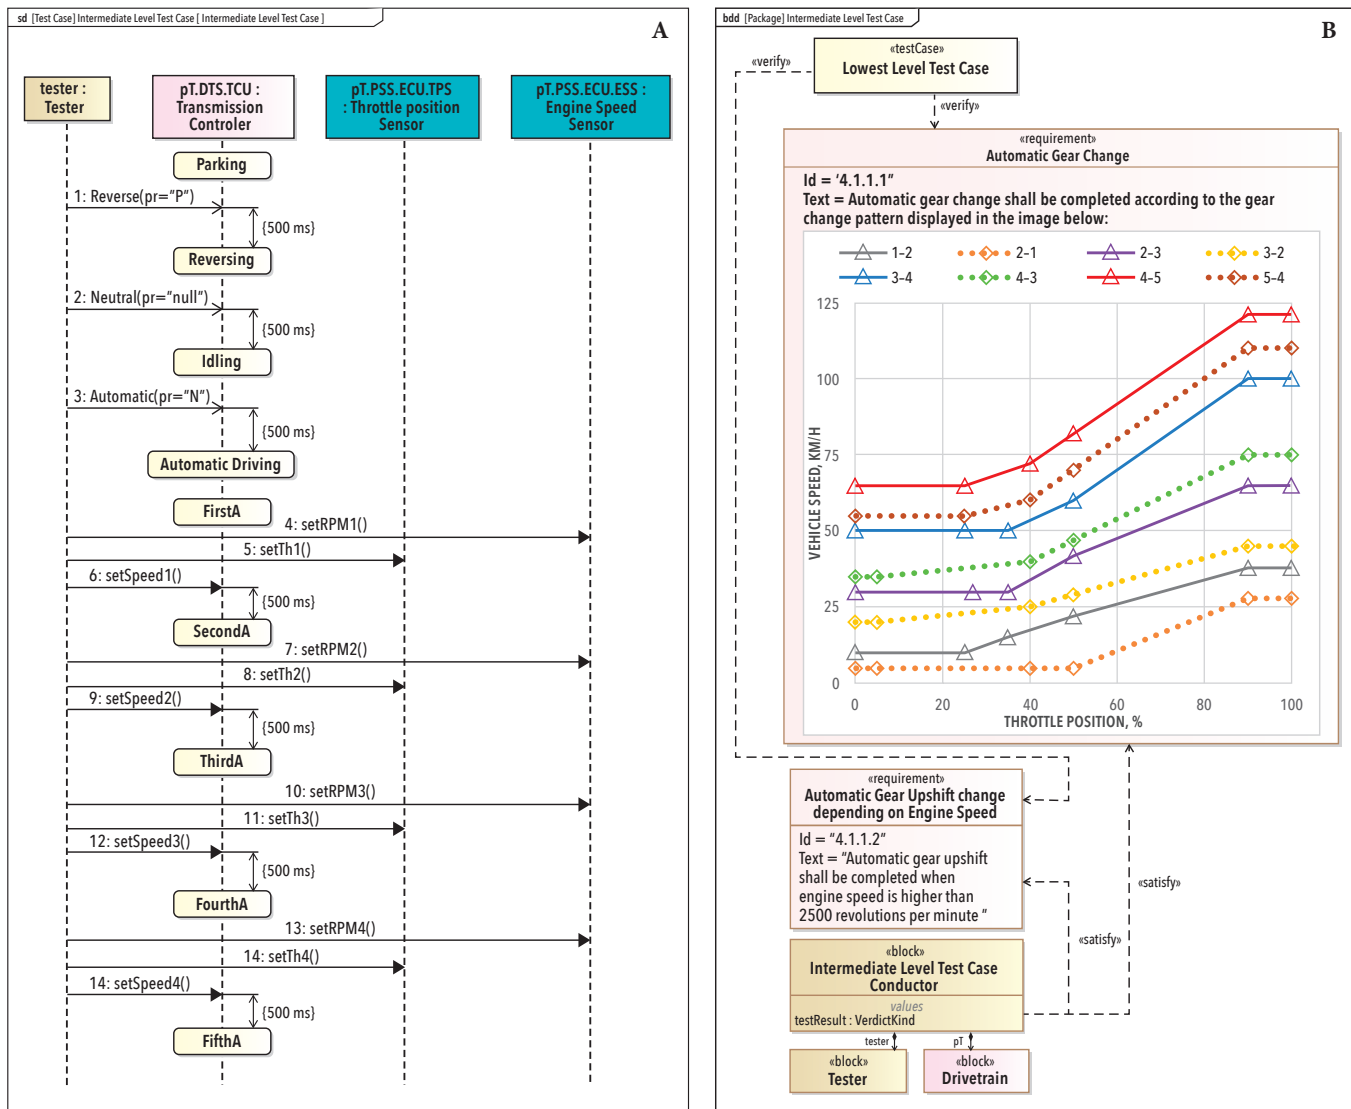 sd [Test Case] Intermediate Level Test Case [ Intermediate Level Test Case ]
A
tester :
Tester
pT.DTS.TCU :
Transmission
Controler
pT.PSS.ECU.TPS
: Throttle position
Sensor
pT.PSS.ECU.ESS :
Engine Speed
Sensor
Parking
1: Reverse(pr="P")
{500 ms}
Reversing
2: Neutral(pr="null")
{500 ms}
Idling
3: Automatic(pr="N")
{500 ms}
Automatic Driving
FirstA
4: setRPM1()
5: setTh1()
6: setSpeed1()
{500 ms}
SecondA
7: setRPM2()
8: setTh2()
9: setSpeed2()
{500 ms}
ThirdA
10: setRPM3()
11: setTh3()
12: setSpeed3()
{500 ms}
FourthA
13: setRPM4()
14: setTh4()
14: setSpeed4()
{500 ms}
FifthA
bdd [Package] Intermediate Level Test Case
B
«testCase»
Lowest Level Test Case
«verify»
«verify»
«requirement»
Automatic Gear Change
Id = “4.1.1.1”
Text = Automatic gear change shall be completed according to the gear
change pattern displayed in the image below:
1–2 2–1 2–3 3–2
3–4 4–3 4–5 5–4
125
100
75
50
25
0
VEHICLE SPEED, KM/H
0 20 40 60 80 100
THROTTLE POSITION, %
«requirement»
Automatic Gear Upshift change
depending on Engine Speed
Id = “4.1.1.2”
Text = “Automatic gear upshift
shall be completed when
engine speed is higher than
2500 revolutions per minute ”
«satisfy»
«satisfy»
«block»
Intermediate Level Test Case
Conductor
values
testResult : VerdictKind
tester
pT
«block»
Tester
«block»
Drivetrain